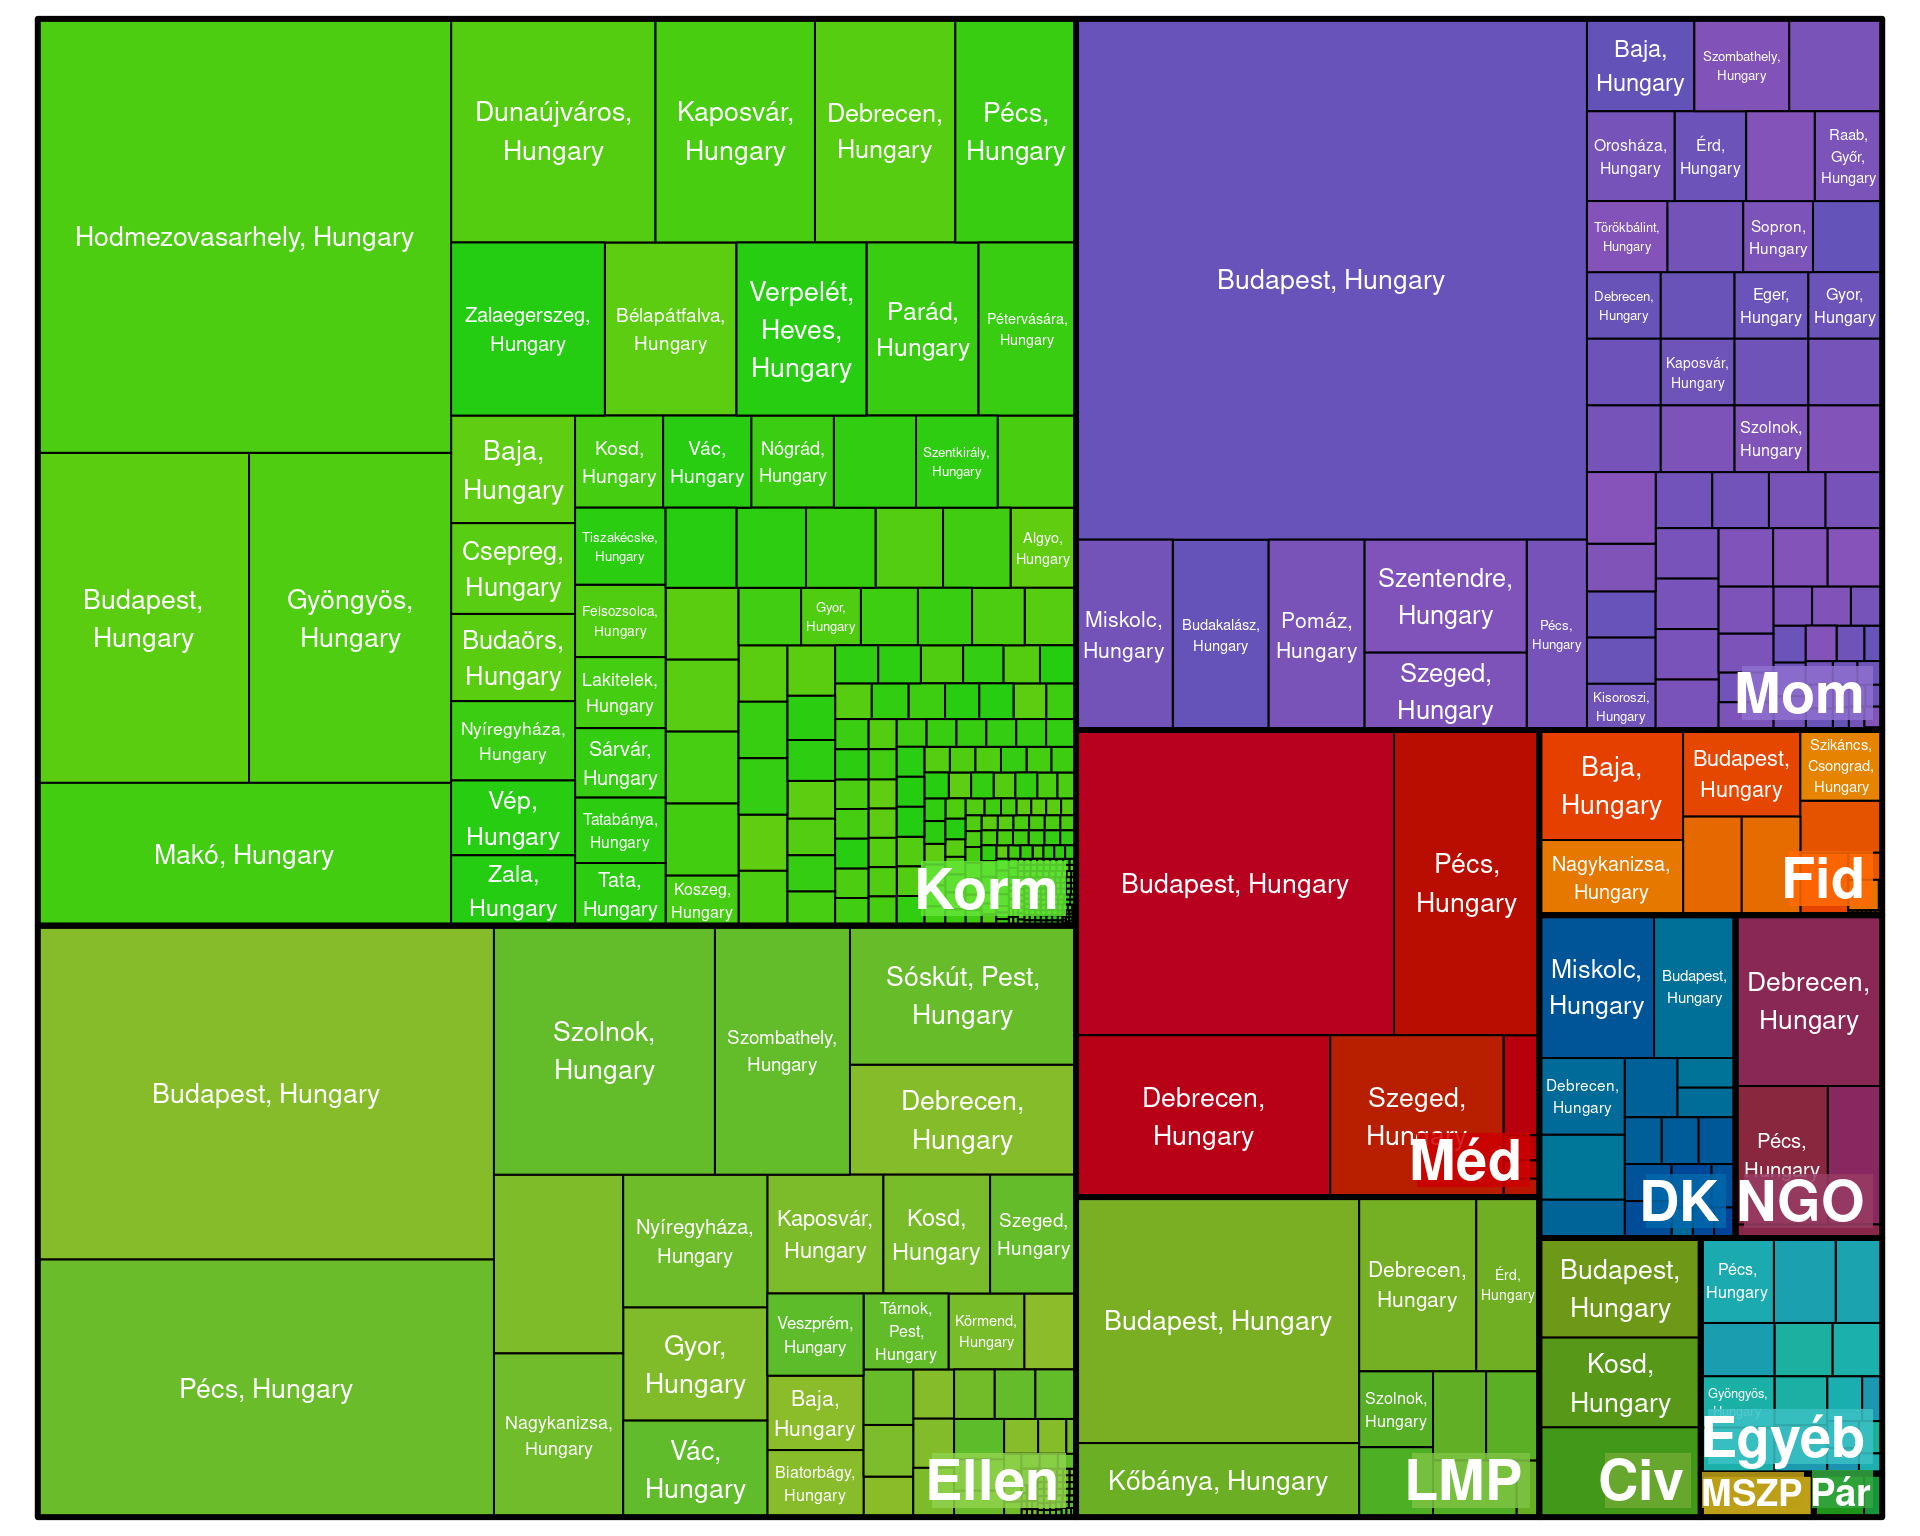 Hodmezovasarhely, Hungary
Budapest,
Hungary
Gyöngyös,
Hungary
Makó, Hungary
Dunaújváros,
Hungary
Kaposvár,
Hungary
Debrecen,
Hungary
Pécs,
Hungary
Zalaegerszeg,
Hungary
Bélapátfalva,
Hungary
Verpelét,
Heves,
Hungary
Parád,
Hungary
Pétervására,
Hungary
Baja,
Hungary
Csepreg,
Hungary
Budaörs,
Hungary
Nyíregyháza,
Hungary
Vép,
Hungary
Zala,
Hungary
Kosd,
Hungary
Vác,
Hungary
Nógrád,
Hungary
Szentkirály,
Hungary
Tiszakécske,
Hungary
Algyo,
Hungary
Felsozsolca,
Hungary
Gyor,
Hungary
Lakitelek,
Hungary
Sárvár,
Hungary
Tatabánya,
Hungary
Tata,
Hungary
Koszeg,
Hungary
Korm
Budapest, Hungary
Miskolc,
Hungary
Budakalász,
Hungary
Pomáz,
Hungary
Szentendre,
Hungary
Szeged,
Hungary
Pécs,
Hungary
Baja,
Hungary
Szombathely,
Hungary
Orosháza,
Hungary
Érd,
Hungary
Raab,
Győr,
Hungary
Törökbálint,
Hungary
Sopron,
Hungary
Debrecen,
Hungary
Eger,
Hungary
Gyor,
Hungary
Kaposvár,
Hungary
Szolnok,
Hungary
Kisoroszi,
Hungary
Mom
Budapest, Hungary
Pécs, Hungary
Szolnok,
Hungary
Szombathely,
Hungary
Sóskút, Pest,
Hungary
Debrecen,
Hungary
Nyíregyháza,
Hungary
Kaposvár,
Hungary
Kosd,
Hungary
Szeged,
Hungary
Gyor,
Hungary
Veszprém,
Hungary
Tárnok,
Pest,
Hungary
Körmend,
Hungary
Nagykanizsa,
Hungary
Vác,
Hungary
Baja,
Hungary
Biatorbágy,
Hungary
Ellen
Budapest, Hungary
Pécs,
Hungary
Debrecen,
Hungary
Szeged,
Hungary
Méd
Budapest, Hungary
Kőbánya, Hungary
Debrecen,
Hungary
Érd,
Hungary
Szolnok,
Hungary
LMP
Baja,
Hungary
Budapest,
Hungary
Szikáncs,
Csongrad,
Hungary
Nagykanizsa,
Hungary
Fid
Miskolc,
Hungary
Budapest,
Hungary
Debrecen,
Hungary
DK
Debrecen,
Hungary
Pécs,
Hungary
NGO
Budapest,
Hungary
Kosd,
Hungary
Civ
Pécs,
Hungary
Gyöngyös,
Hungary
Egyéb
MSZP
Pár